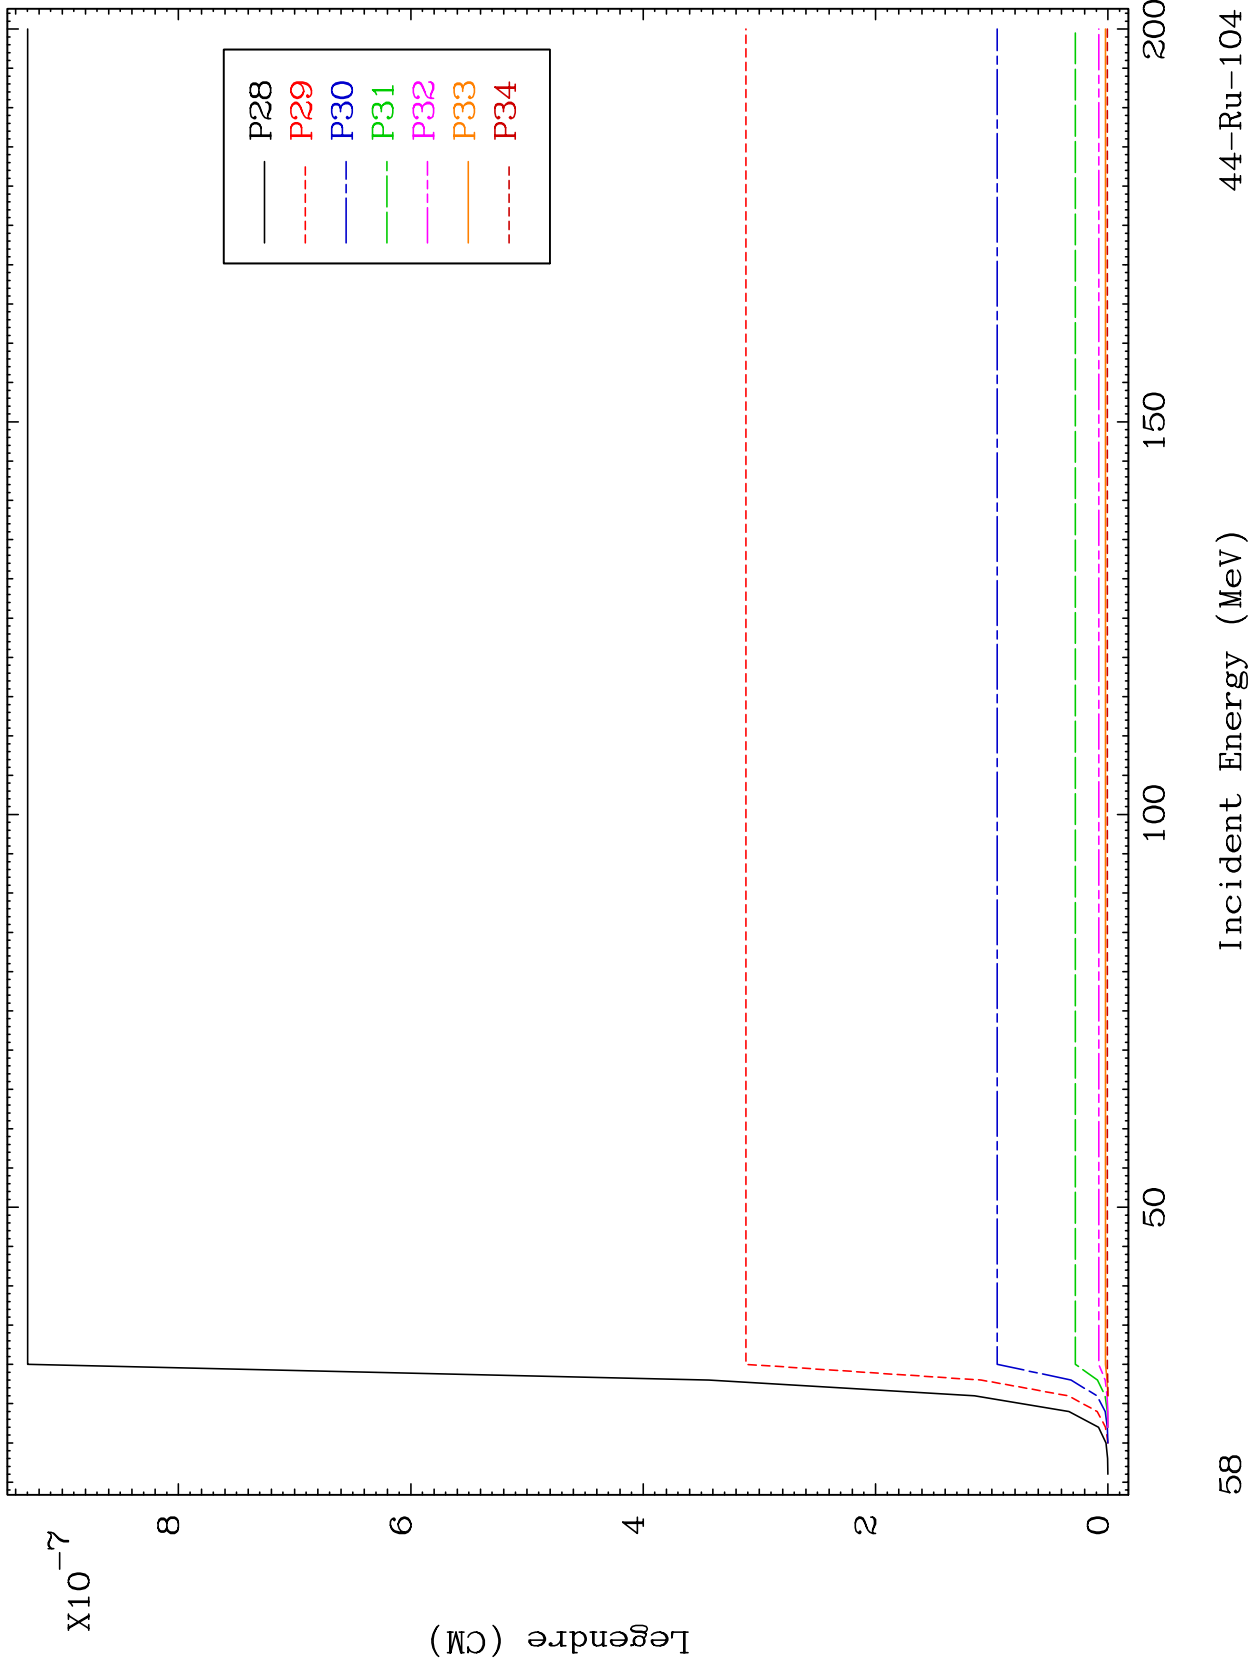 X10-7
8
6
4
2
0
Legendre (CM)
P28
P29
P30
P31
P32
P33
P34
50
100
150
200
Incident Energy (MeV)
58
44-Ru-104